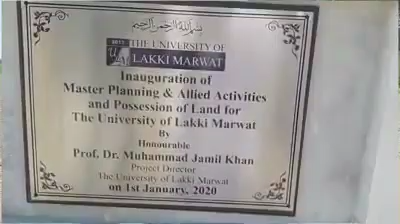 بسم اللہ الرحمن الرحیم
2017
THE UNIVERSITY OF
LAKKI MARWAT
Inauguration of
Master Planning & Allied Activities
and Possession of Land for
The University of Lakki Marwat
By
Honourable
Prof. Dr. Muhammad Jamil Khan
Project Director
The University of Lakki Marwat
on 1st January, 2020